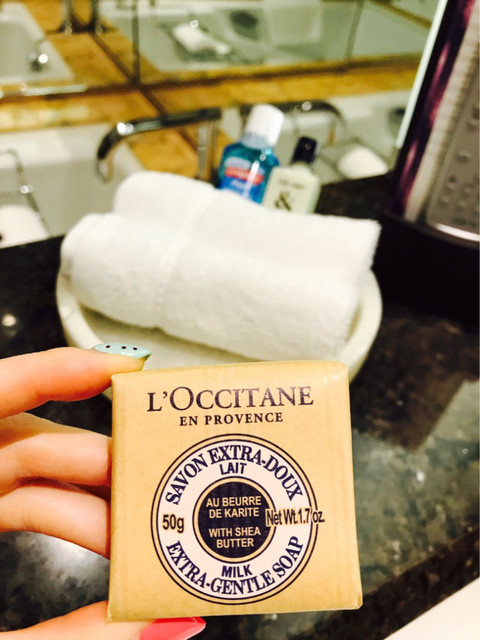 L'OCCITANE
EN PROVENCE
SAVON EXTRA-DOUX
LAIT
AU BEURRE
DE KARITE
50g
Net Wt.1.7 oz.
WITH SHEA
BUTTER
MILK
EXTRA-GENTLE SOAP
&